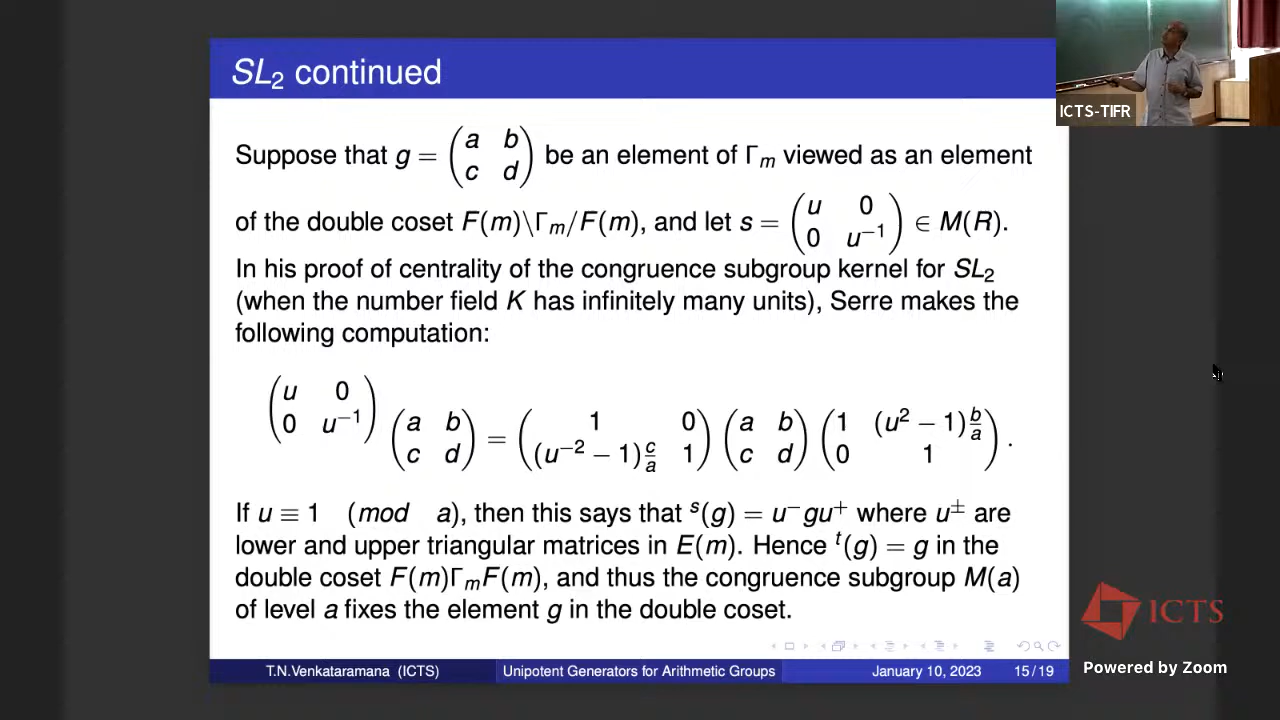 SL₂ continued
Suppose that g = (a b; c d) be an element of Γₘ viewed as an element
of the double coset F(m)\Γₘ/F(m), and let s = (u 0; 0 u⁻¹) ∈ M(R).
In his proof of centrality of the congruence subgroup kernel for SL₂
(when the number field K has infinitely many units), Serre makes the
following computation:
(u 0; 0 u⁻¹) (a b; c d) = (1 0; (u⁻² − 1)c/a 1) (a b; c d) (1 (u² − 1)b/a; 0 1).
If u ≡ 1 (mod a), then this says that ˢ(g) = u⁻gu⁺ where u± are
lower and upper triangular matrices in E(m). Hence ᵗ(g) = g in the
double coset F(m)ΓₘF(m), and thus the congruence subgroup M(a)
of level a fixes the element g in the double coset.
T.N.Venkataramana (ICTS) Unipotent Generators for Arithmetic Groups January 10, 2023 15/19
ICTS-TIFR
ICTS
Powered by Zoom